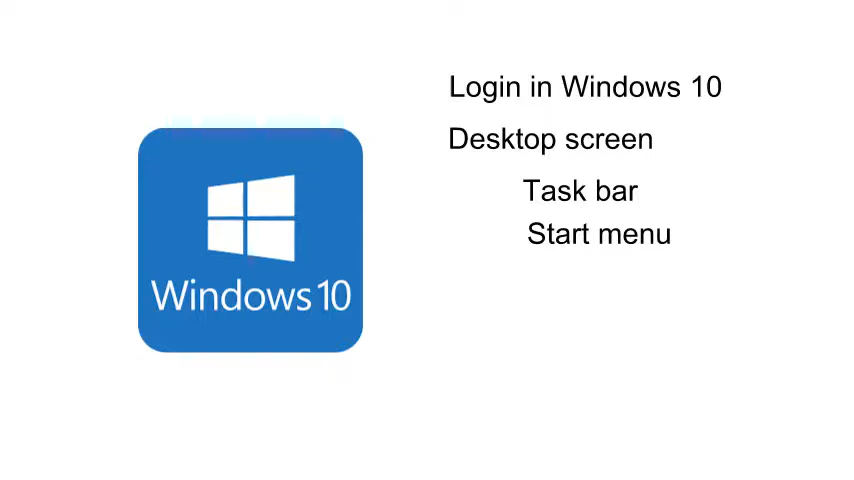 Login in Windows 10
Desktop screen
Task bar
Start menu
Windows 10